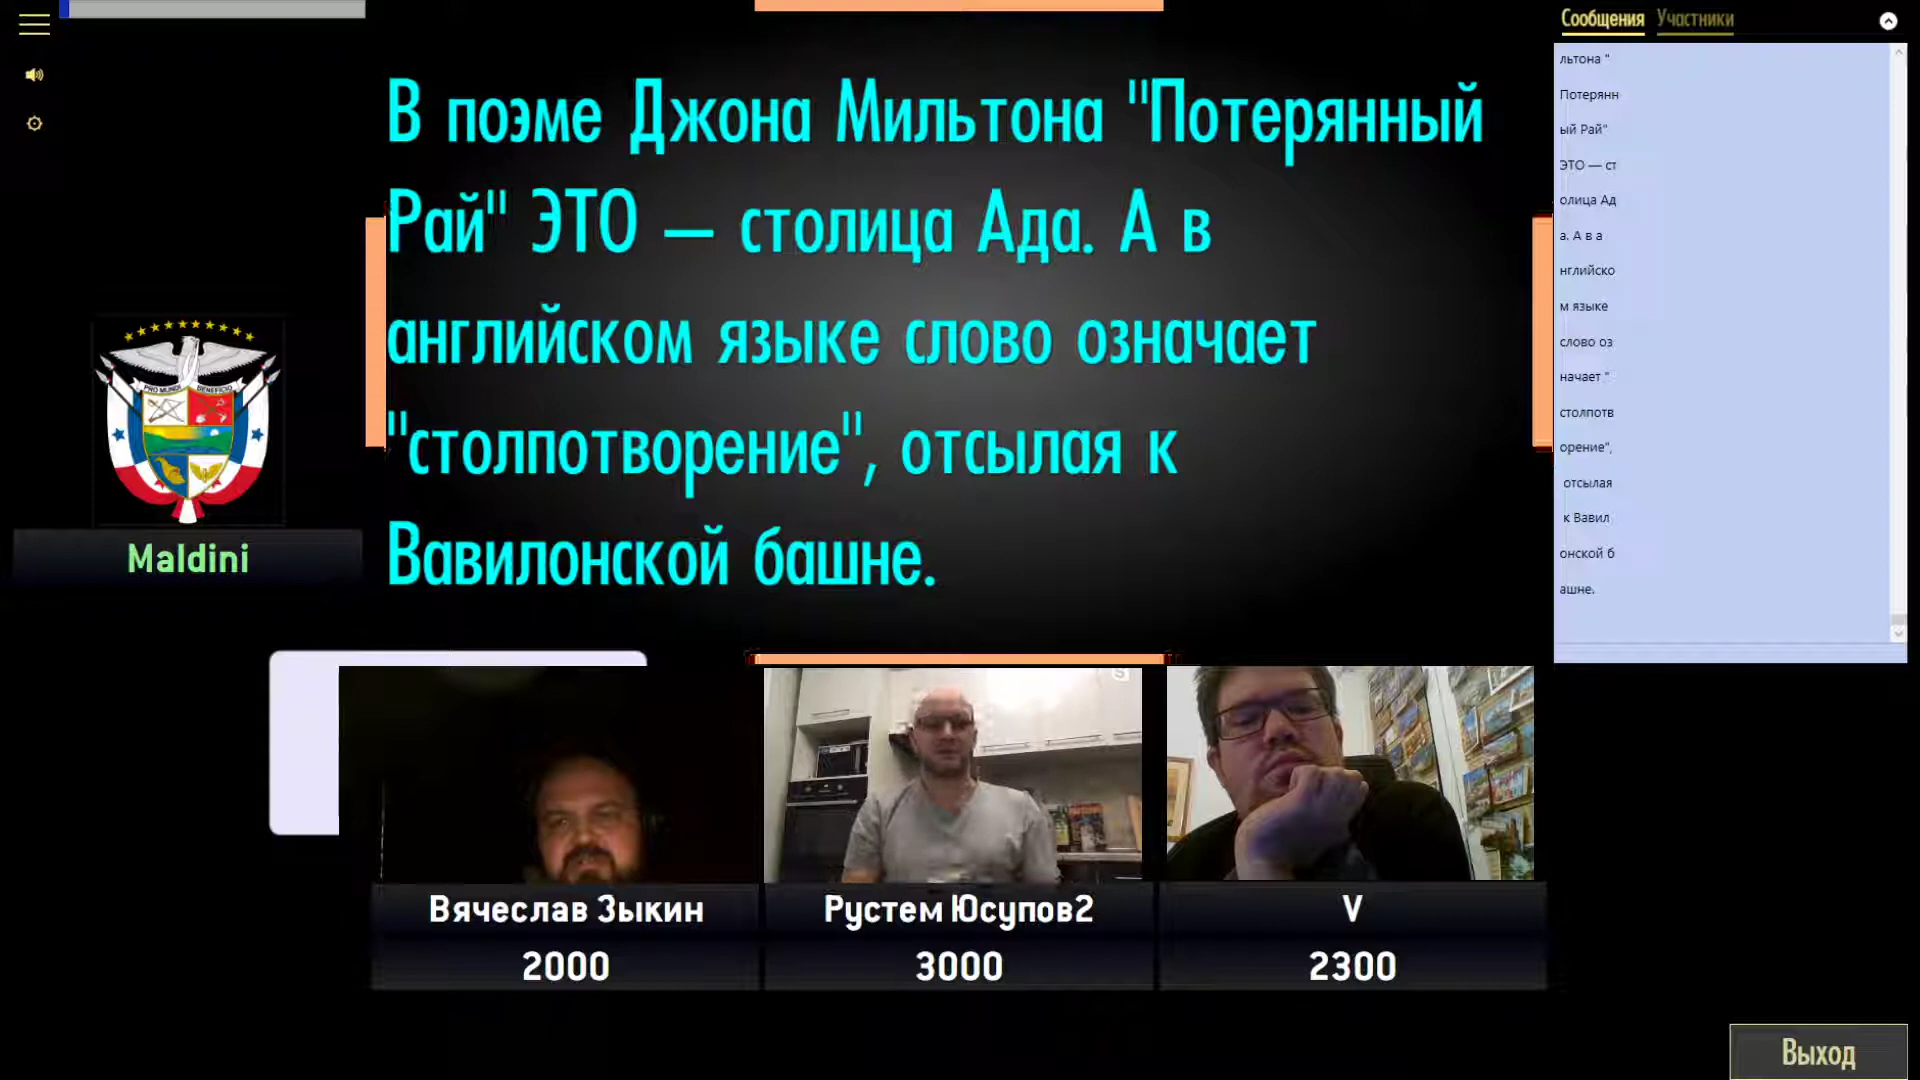 Сообщения Участники
В поэме Джона Мильтона "Потерянный
Рай" ЭТО — столица Ада. А в
английском языке слово означает
"столпотворение", отсылая к
Вавилонской башне.
льтона "
Потерянн
ый Рай"
ЭТО — ст
олица Ад
а. А в а
нглийско
м языке
слово оз
начает "
столпотв
орение",
отсылая
к Вавил
онской б
ашне.
PRO MUNDI BENEFICIO
Maldini
Вячеслав Зыкин
2000
Рустем Юсупов2
3000
V
2300
Выход